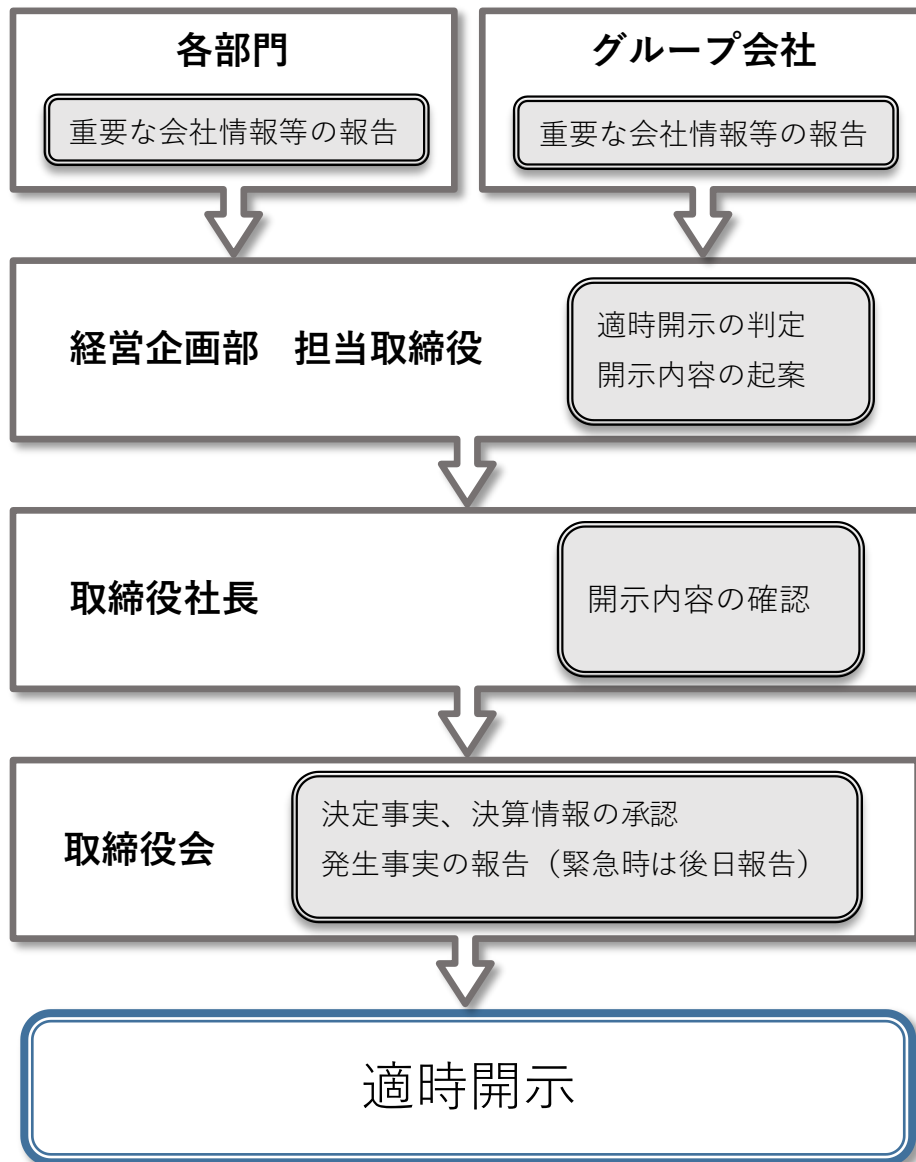 各部門
重要な会社情報等の報告
グループ会社
重要な会社情報等の報告
経営企画部　担当取締役
適時開示の判定
開示内容の起案
取締役社長
開示内容の確認
取締役会
決定事実、決算情報の承認
発生事実の報告（緊急時は後日報告）
適時開示